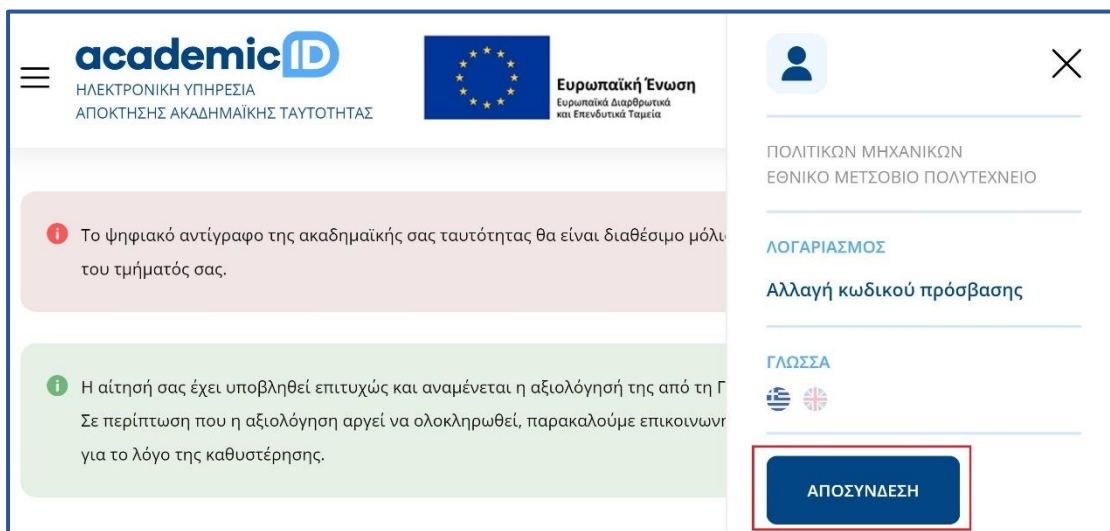 academicID
ΗΛΕΚΤΡΟΝΙΚΗ ΥΠΗΡΕΣΙΑ
ΑΠΟΚΤΗΣΗΣ ΑΚΑΔΗΜΑΪΚΗΣ ΤΑΥΤΟΤΗΤΑΣ
Ευρωπαϊκή Ένωση
Ευρωπαϊκά Διαρθρωτικά
και Επενδυτικά Ταμεία
Το ψηφιακό αντίγραφο της ακαδημαϊκής σας ταυτότητας θα είναι διαθέσιμο μόλι
του τμήματός σας.
Η αίτησή σας έχει υποβληθεί επιτυχώς και αναμένεται η αξιολόγησή της από τη Γ
Σε περίπτωση που η αξιολόγηση αργεί να ολοκληρωθεί, παρακαλούμε επικοινων
για το λόγο της καθυστέρησης.
ΠΟΛΙΤΙΚΩΝ ΜΗΧΑΝΙΚΩΝ
ΕΘΝΙΚΟ ΜΕΤΣΟΒΙΟ ΠΟΛΥΤΕΧΝΕΙΟ
ΛΟΓΑΡΙΑΣΜΟΣ
Αλλαγή κωδικού πρόσβασης
ΓΛΩΣΣΑ
ΑΠΟΣΥΝΔΕΣΗ